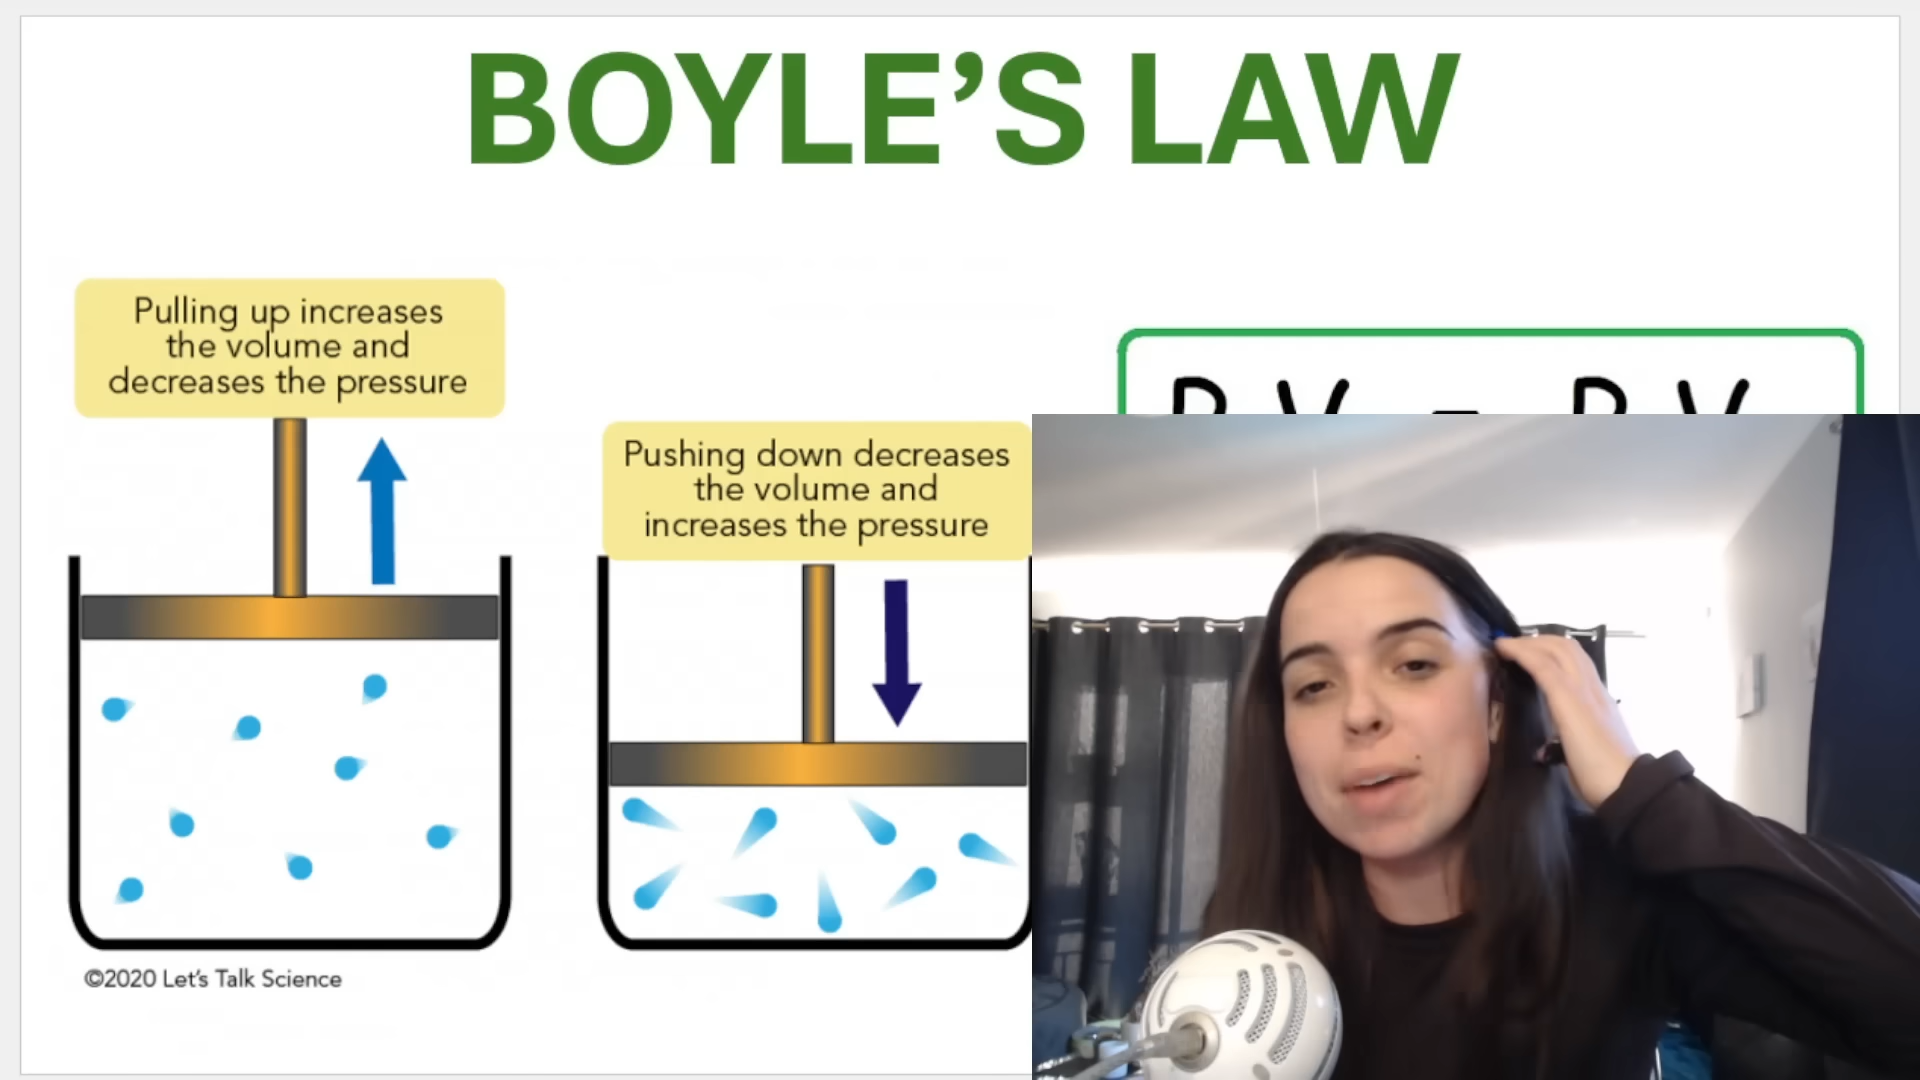 BOYLE’S LAW
Pulling up increases
the volume and
decreases the pressure
Pushing down decreases
the volume and
increases the pressure
©2020 Let’s Talk Science